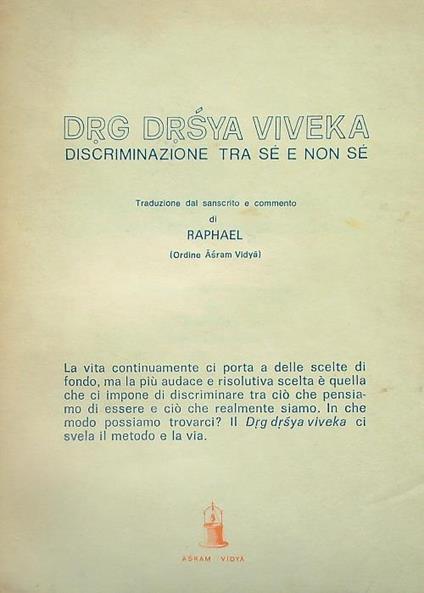 DṚG DṚŚYA VIVEKA
DISCRIMINAZIONE TRA SÉ E NON SÉ
Traduzione dal sanscrito e commento
di
RAPHAEL
(Ordine Āśram Vidyā)
La vita continuamente ci porta a delle scelte di
fondo, ma la più audace e risolutiva scelta è quella
che ci impone di discriminare tra ciò che pensia-
mo di essere e ciò che realmente siamo. In che
modo possiamo trovarci? Il Dṛg dṛśya viveka ci
svela il metodo e la via.
ĀŚRAM VIDYĀ